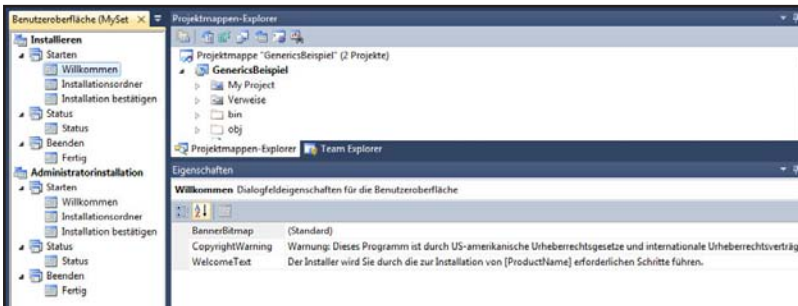 Benutzeroberfläche (MySet
Installieren
Starten
Willkommen
Installationsordner
Installation bestätigen
Status
Status
Beenden
Fertig
Administratorinstallation
Starten
Willkommen
Installationsordner
Installation bestätigen
Status
Status
Beenden
Fertig
Projektmappen-Explorer
Projektmappe "GenericsBeispiel" (2 Projekte)
GenericsBeispiel
My Project
Verweise
bin
obj
Projektmappen-Explorer Team Explorer
Eigenschaften
Willkommen Dialogfeldeigenschaften für die Benutzeroberfläche
BannerBitmap (Standard)
CopyrightWarning Warnung: Dieses Programm ist durch US-amerikanische Urheberrechtsgesetze und internationale Urheberrechtsverträg
WelcomeText Der Installer wird Sie durch die zur Installation von [ProductName] erforderlichen Schritte führen.